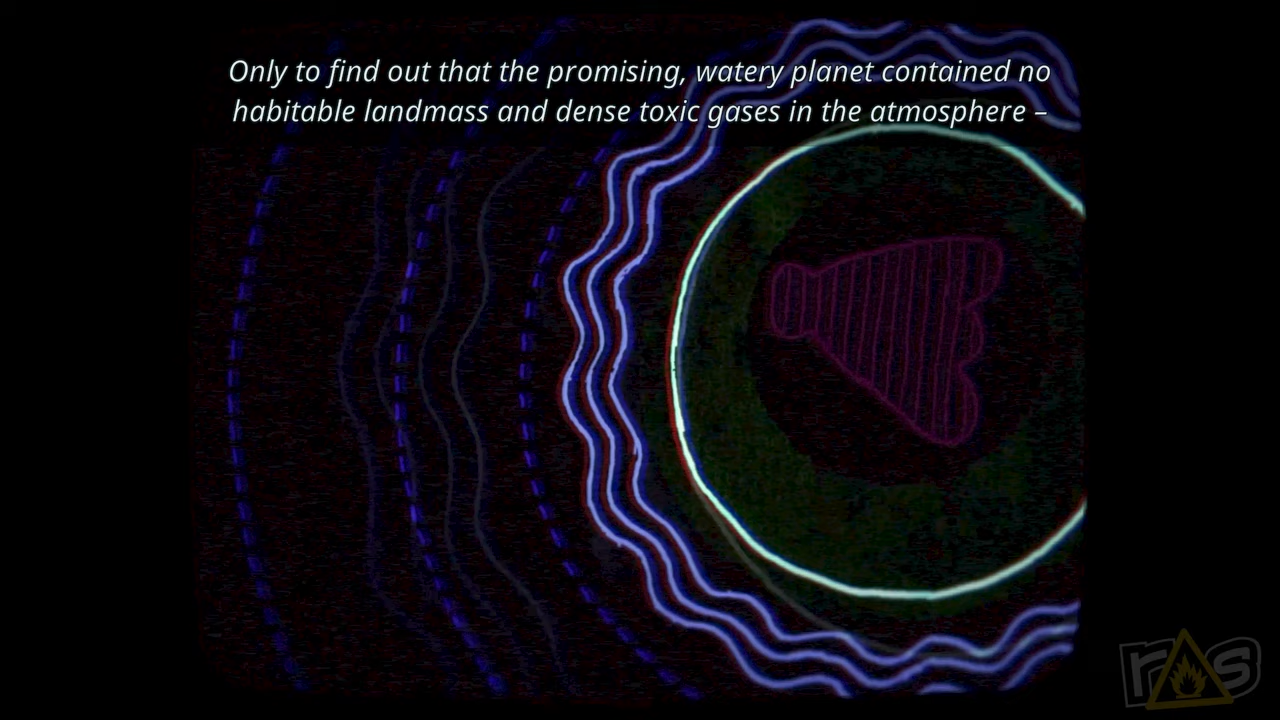 Only to find out that the promising, watery planet contained no
habitable landmass and dense toxic gases in the atmosphere –
ras